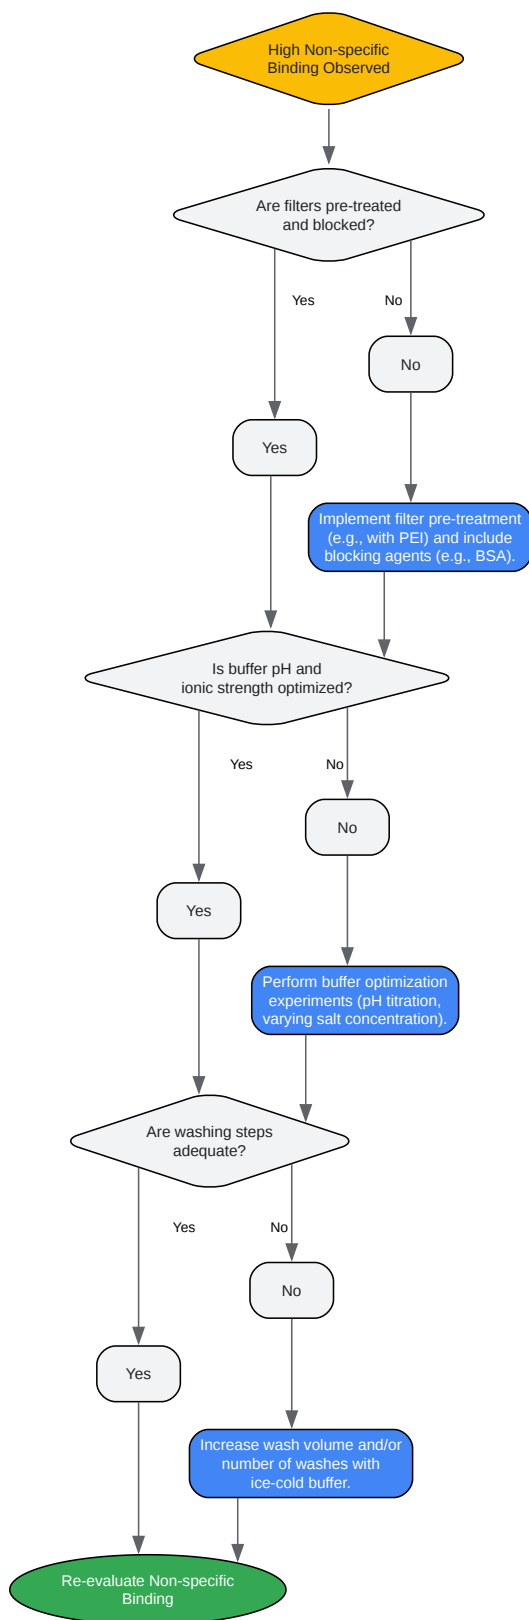 High Non-specific
Binding Observed
Are filters pre-treated
and blocked?
Yes
No
No
Yes
Implement filter pre-treatment
(e.g., with PEI) and include
blocking agents (e.g., BSA).
Is buffer pH and
ionic strength optimized?
Yes
No
No
Yes
Perform buffer optimization
experiments (pH titration,
varying salt concentration).
Are washing steps
adequate?
Yes
No
No
Yes
Increase wash volume and/or
number of washes with
ice-cold buffer.
Re-evaluate Non-specific
Binding